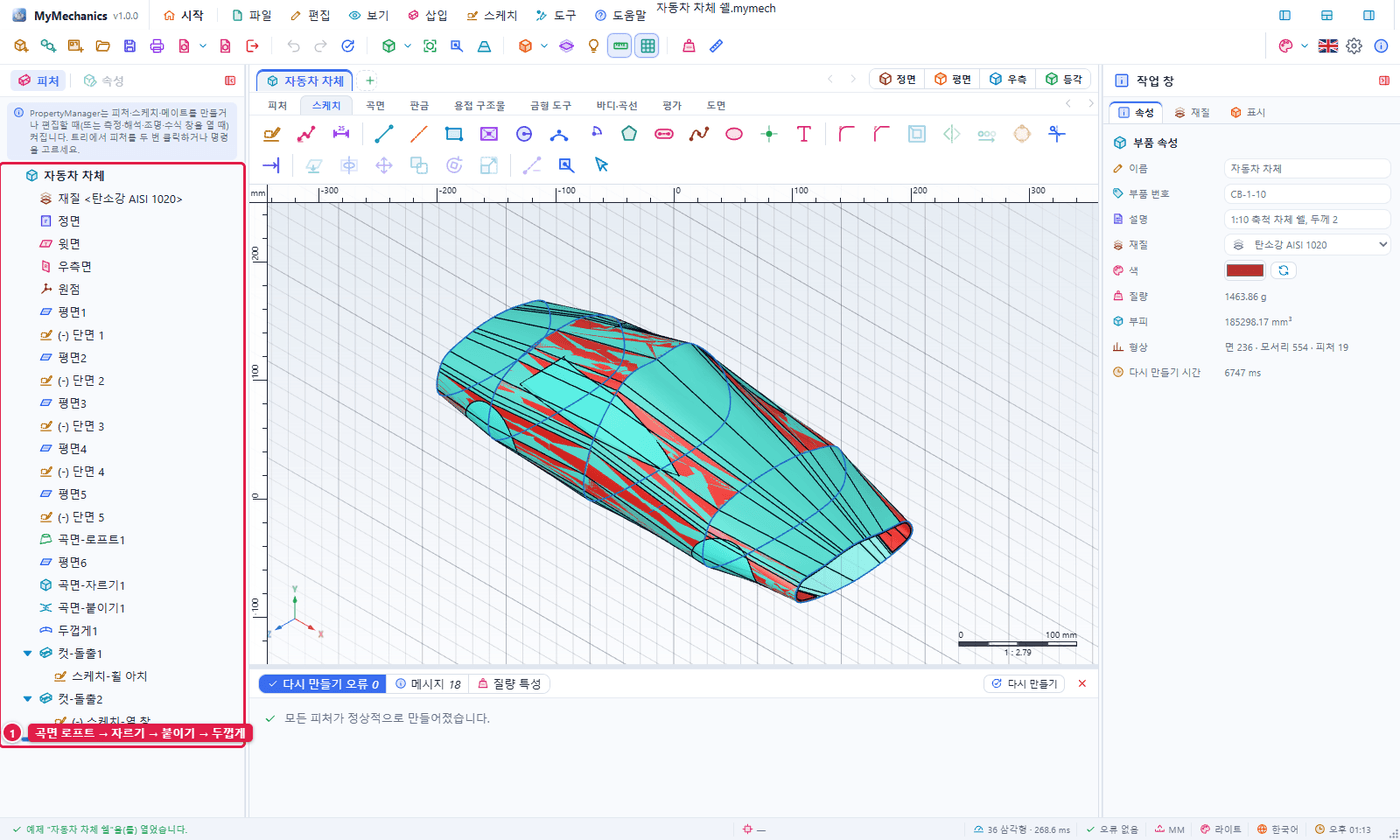 MyMechanics v1.0.0 시작 파일 편집 보기 삽입 스케치 도구 도움말 자동차 자체 쉘.mymech
피처 속성
PropertyManager는 피처·스케치·메이트를 만들거
나 편집할 때(또는 측정·해석·조명·수식 창을 열 때)
켜집니다. 트리에서 피처를 두 번 클릭하거나 명령
을 고르세요.
자동차 자체
재질 <탄소강 AISI 1020>
정면
윗면
우측면
원점
평면1
(-) 단면 1
평면2
(-) 단면 2
평면3
(-) 단면 3
평면4
(-) 단면 4
평면5
(-) 단면 5
곡면-로프트1
평면6
곡면-자르기1
곡면-붙이기1
두껍게1
컷-돌출1
스케치-휠 아치
컷-돌출2
(-) 스케치-옆 창
1 곡면 로프트 → 자르기 → 붙이기 → 두껍게
자동차 자체 +
정면 평면 우측 등각
피처 스케치 곡면 판금 용접 구조물 금형 도구 바디·곡선 평가 도면
25
mm -300 -200 -100 0 100 200 300
200
100
0
-100
Y
Z X
0 100 mm
1 : 2.79
다시 만들기 오류 0 메시지 18 질량 특성 다시 만들기
모든 피처가 정상적으로 만들어졌습니다.
작업 창
속성 재질 표시
부품 속성
이름 자동차 자체
부품 번호 CB-1-10
설명 1:10 축척 자체 쉘, 두께 2
재질 탄소강 AISI 1020
색
질량 1463.86 g
부피 185298.17 mm³
형상 면 236 · 모서리 554 · 피처 19
다시 만들기 시간 6747 ms
예제 "자동차 자체 쉘"을(를) 열었습니다. — 36 삼각형 · 268.6 ms 오류 없음 MM 라이트 한국어 오후 01:13